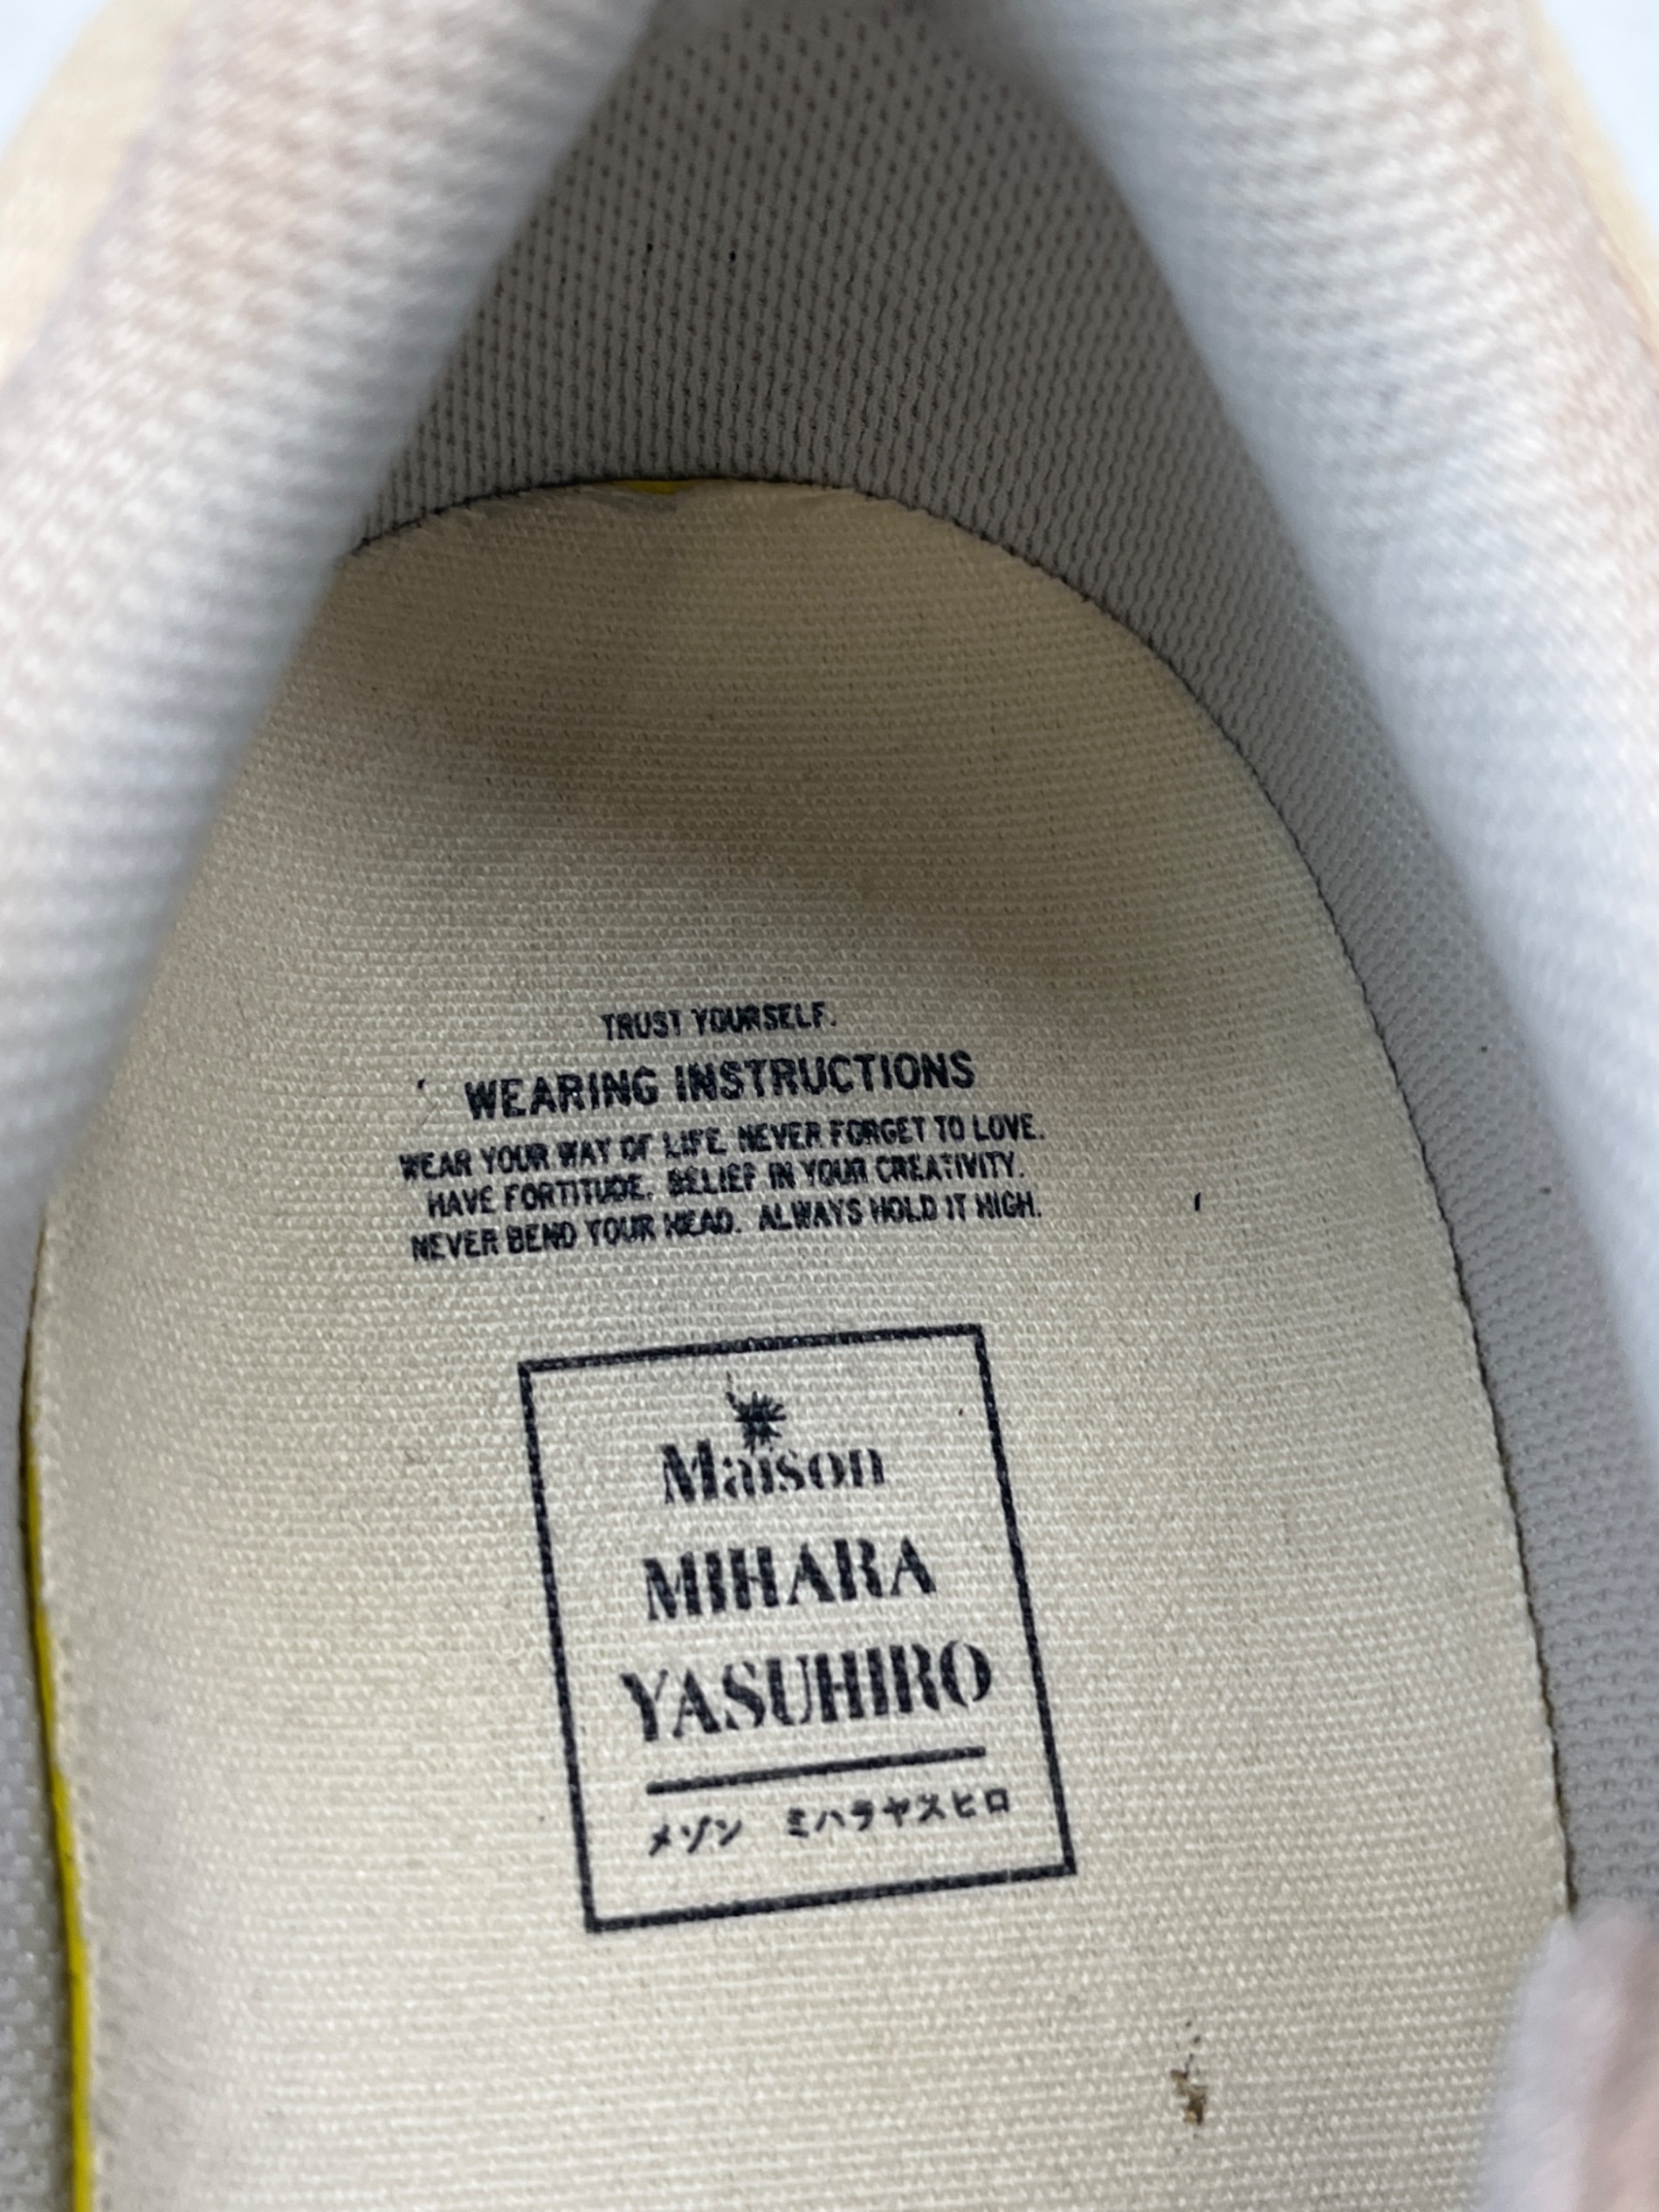 TRUST YOURSELF.
WEARING INSTRUCTIONS
WEAR YOUR WAY OF LIFE. NEVER FORGET TO LOVE.
HAVE FORTITUDE. BELIEF IN YOUR CREATIVITY.
NEVER BEND YOUR HEAD. ALWAYS HOLD IT HIGH.
Maison
MIHARA
YASUHIRO
メゾン ミハラヤスヒロ